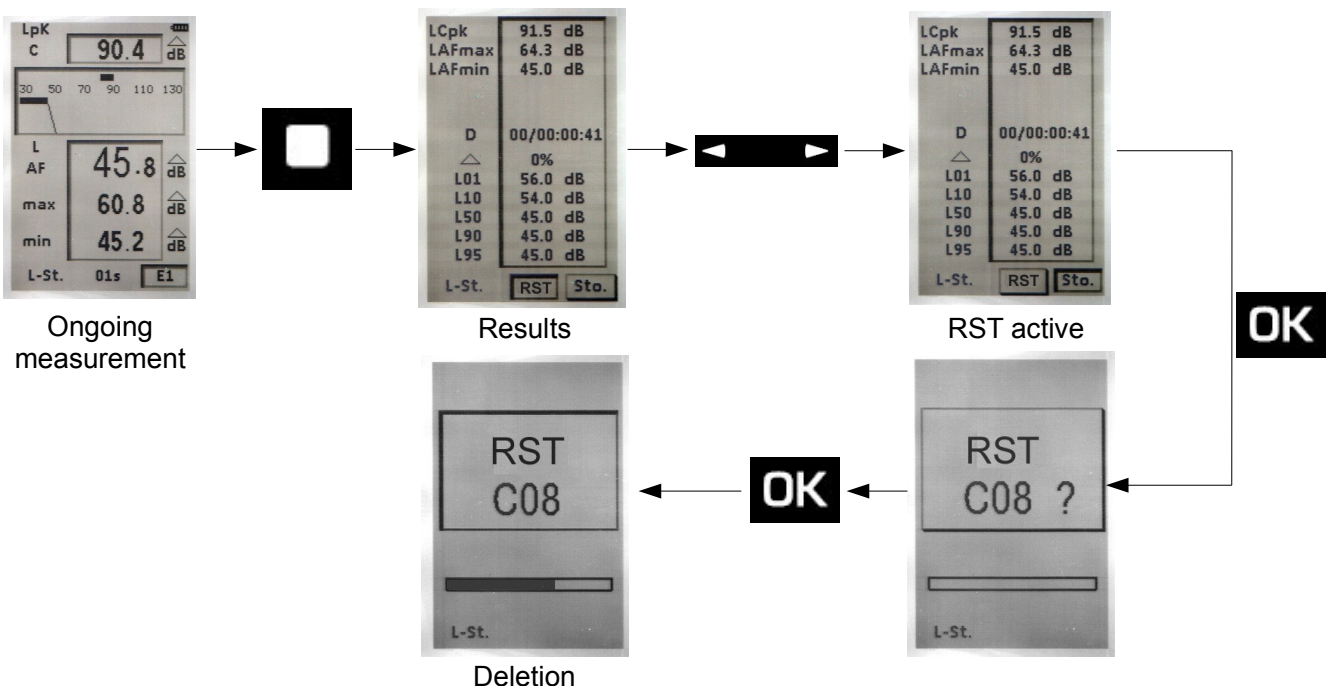 LpK
C 90.4 dB
30 50 70 90 110 130
L
AF 45.8 dB
max 60.8 dB
min 45.2 dB
L-St. 01s E1
Ongoing
measurement
LCpk 91.5 dB
LAFmax 64.3 dB
LAFmin 45.0 dB
D 00/00:00:41
0%
L01 56.0 dB
L10 54.0 dB
L50 45.0 dB
L90 45.0 dB
L95 45.0 dB
L-St. RST Sto.
Results
LCpk 91.5 dB
LAFmax 64.3 dB
LAFmin 45.0 dB
D 00/00:00:41
0%
L01 56.0 dB
L10 54.0 dB
L50 45.0 dB
L90 45.0 dB
L95 45.0 dB
L-St. RST Sto.
RST active
OK
RST
C08 ?
L-St.
OK
RST
C08
L-St.
Deletion